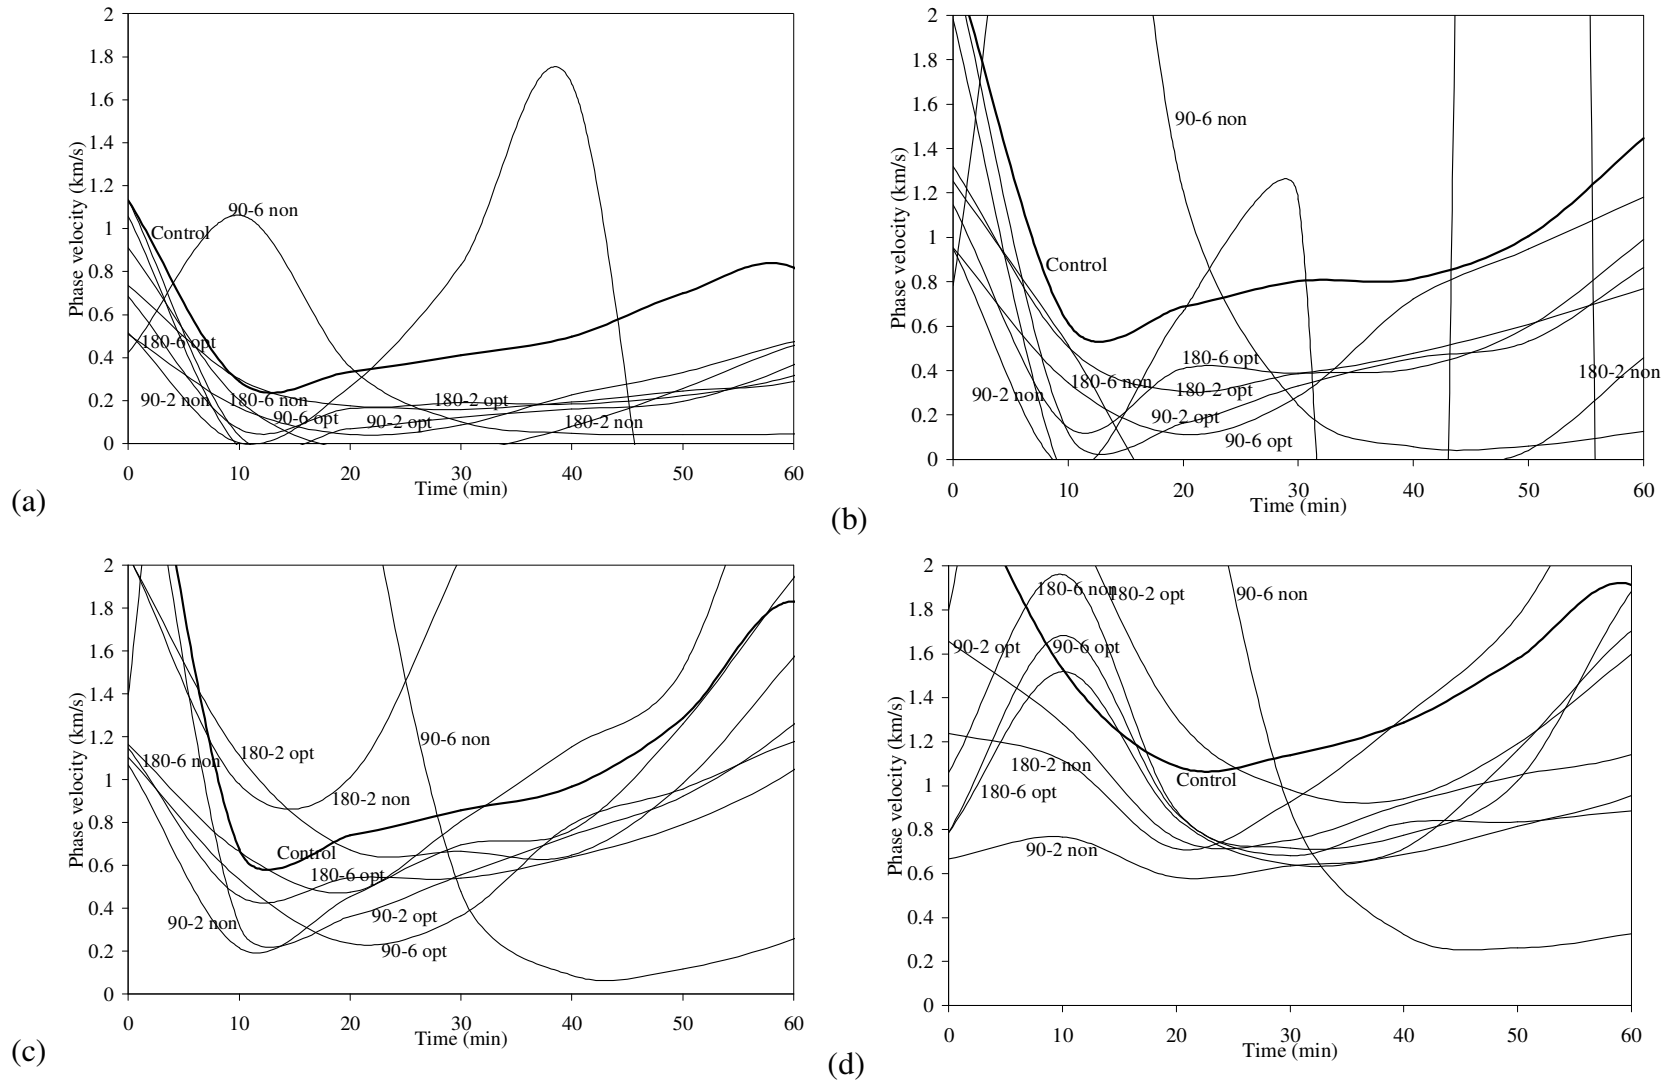 2
1.8
1.6
1.4
1.2
1
0.8
0.6
0.4
0.2
0
Phase velocity (km/s)
90-6 non
Control
180-6 opt
90-2 non
180-6 non
90-6 opt
180-2 opt
90-2 opt
180-2 non
0 10 20 30 40 50 60
Time (min)
(a)
2
1.8
1.6
1.4
1.2
1
0.8
0.6
0.4
0.2
0
Phase velocity (km/s)
90-6 non
Control
180-6 opt
180-6 non
180-2 opt
180-2 non
90-2 non
90-2 opt
90-6 opt
0 10 20 30 40 50 60
Time (min)
(b)
2
1.8
1.6
1.4
1.2
1
0.8
0.6
0.4
0.2
0
Phase velocity (km/s)
90-6 non
180-2 opt
180-6 non
180-2 non
Control
180-6 opt
90-2 non
90-2 opt
90-6 opt
0 10 20 30 40 50 60
Time (min)
(c)
2
1.8
1.6
1.4
1.2
1
0.8
0.6
0.4
0.2
0
Phase velocity (km/s)
180-6 non
180-2 opt
90-6 non
90-2 opt
90-6 opt
180-2 non
Control
180-6 opt
90-2 non
0 10 20 30 40 50 60
Time (min)
(d)